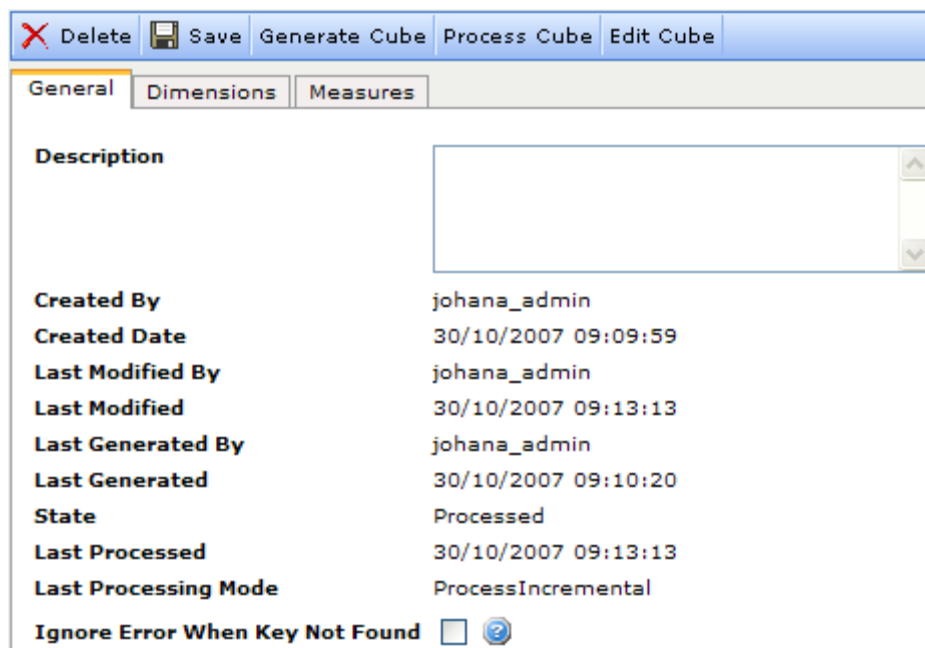 Delete Save Generate Cube Process Cube Edit Cube
General Dimensions Measures
Description
Created By johana_admin
Created Date 30/10/2007 09:09:59
Last Modified By johana_admin
Last Modified 30/10/2007 09:13:13
Last Generated By johana_admin
Last Generated 30/10/2007 09:10:20
State Processed
Last Processed 30/10/2007 09:13:13
Last Processing Mode ProcessIncremental
Ignore Error When Key Not Found ?